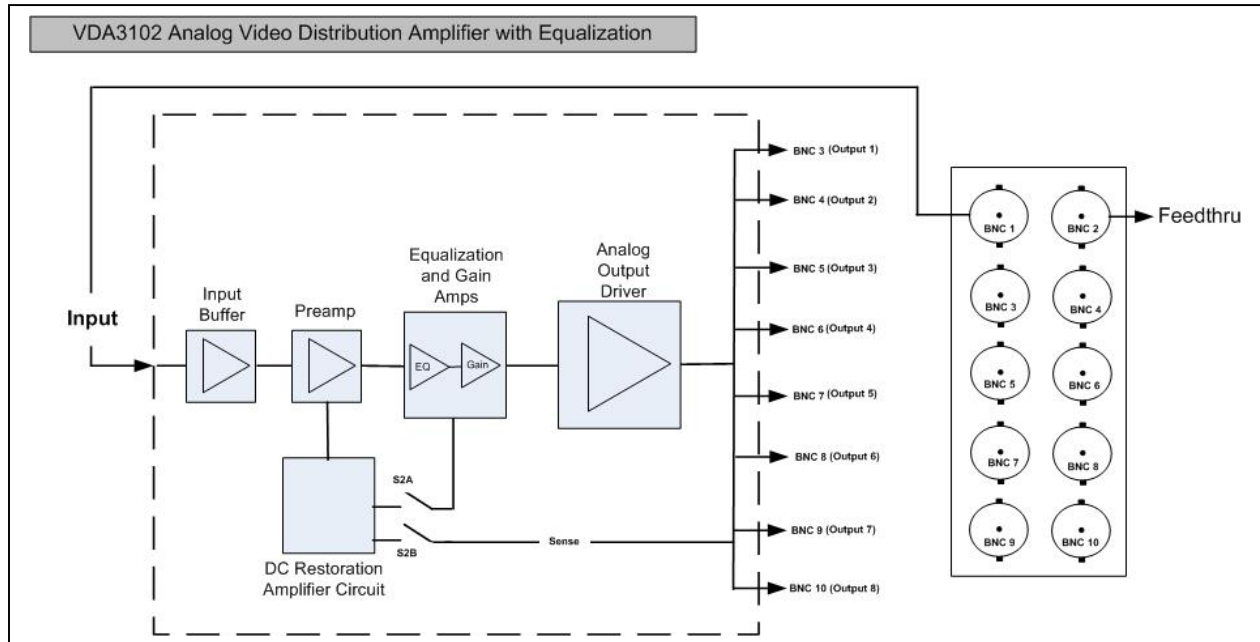 VDA3102 Analog Video Distribution Amplifier with Equalization
BNC 3 (Output 1)
BNC 4 (Output 2)
BNC 5 (Output 3)
BNC 6 (Output 4)
BNC 7 (Output 5)
BNC 8 (Output 6)
BNC 9 (Output 7)
BNC 10 (Output 8)
Input
Input
Buffer
Preamp
Equalization
and Gain
Amps
EQ
Gain
Analog
Output
Driver
S2A
S2B
Sense
DC Restoration
Amplifier Circuit
BNC 1
BNC 2
Feedthru
BNC 3
BNC 4
BNC 5
BNC 6
BNC 7
BNC 8
BNC 9
BNC 10